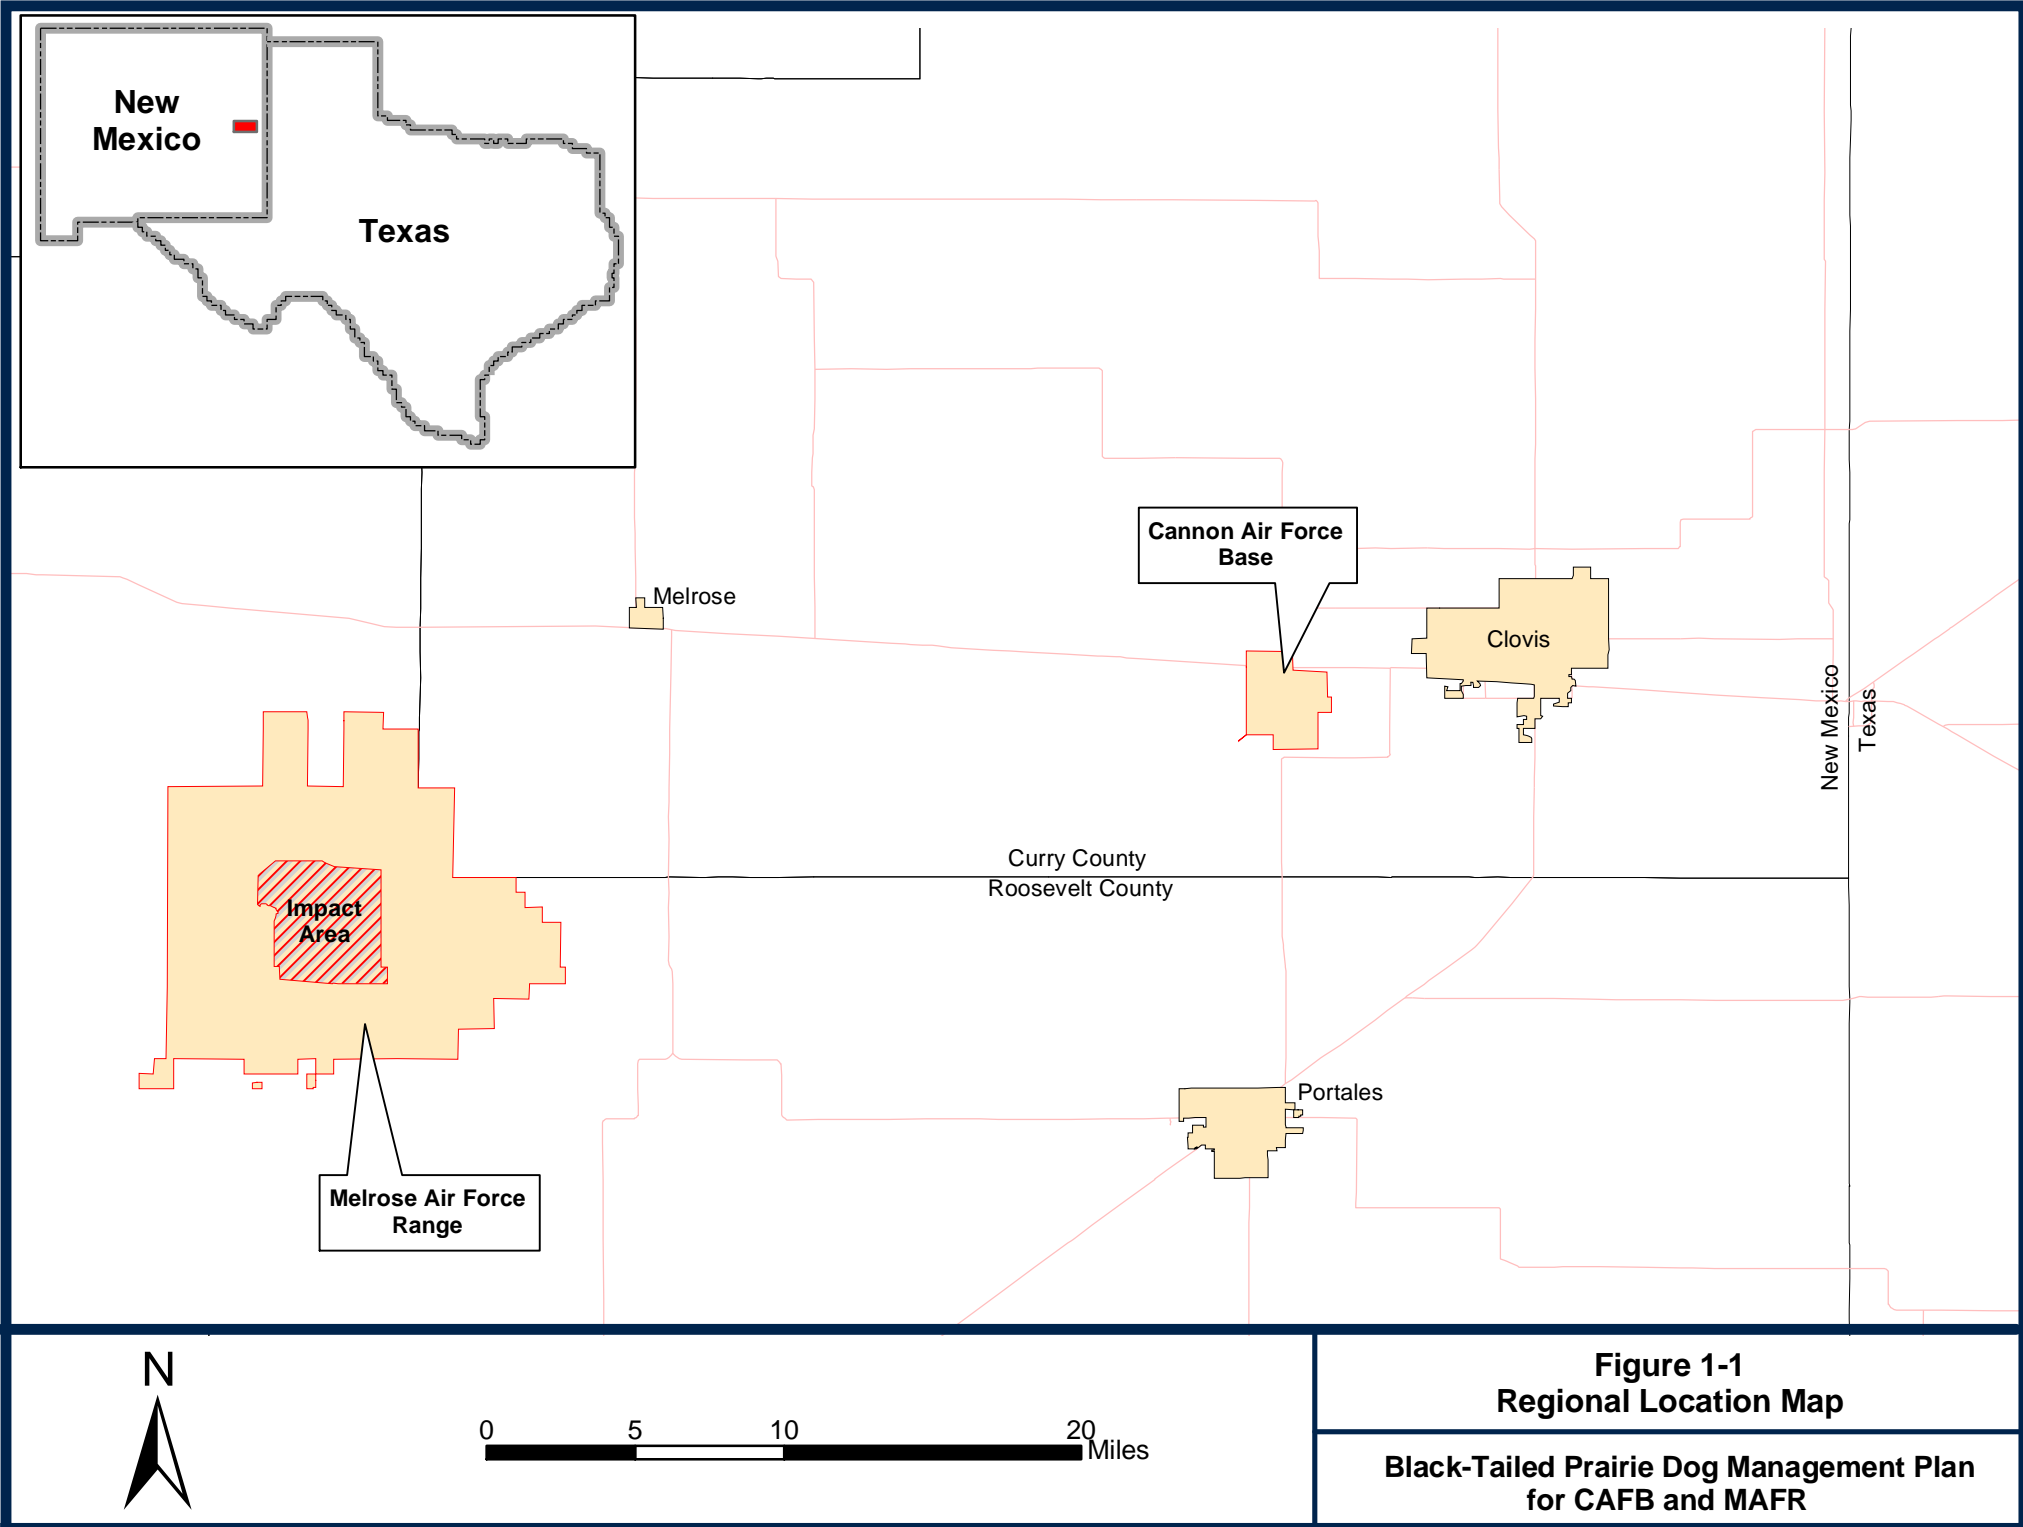 New
Mexico
Texas
Cannon Air Force
Base
Melrose
Clovis
New Mexico
Texas
Curry County
Roosevelt County
Impact
Area
Portales
Melrose Air Force
Range
N
0 5 10 20
Miles
Figure 1-1
Regional Location Map
Black-Tailed Prairie Dog Management Plan
for CAFB and MAFR